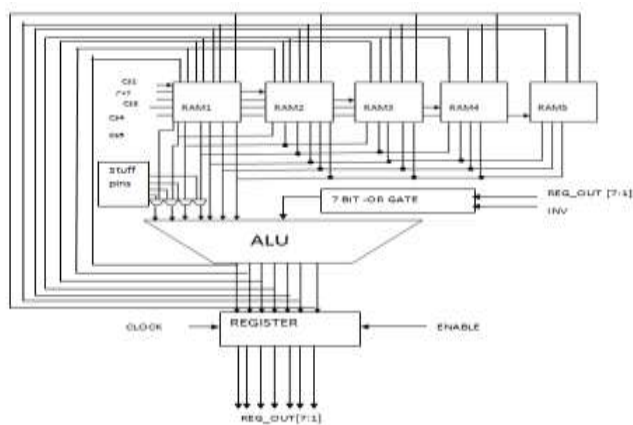 CS1
CS2
CS3
CS4
CS5
RAM1
RAM2
RAM3
RAM4
RAM5
Stuff
pins
7 BIT -OR GATE
REG_OUT [7:1]
INV
ALU
REGISTER
CLOCK
ENABLE
REG_OUT[7:1]